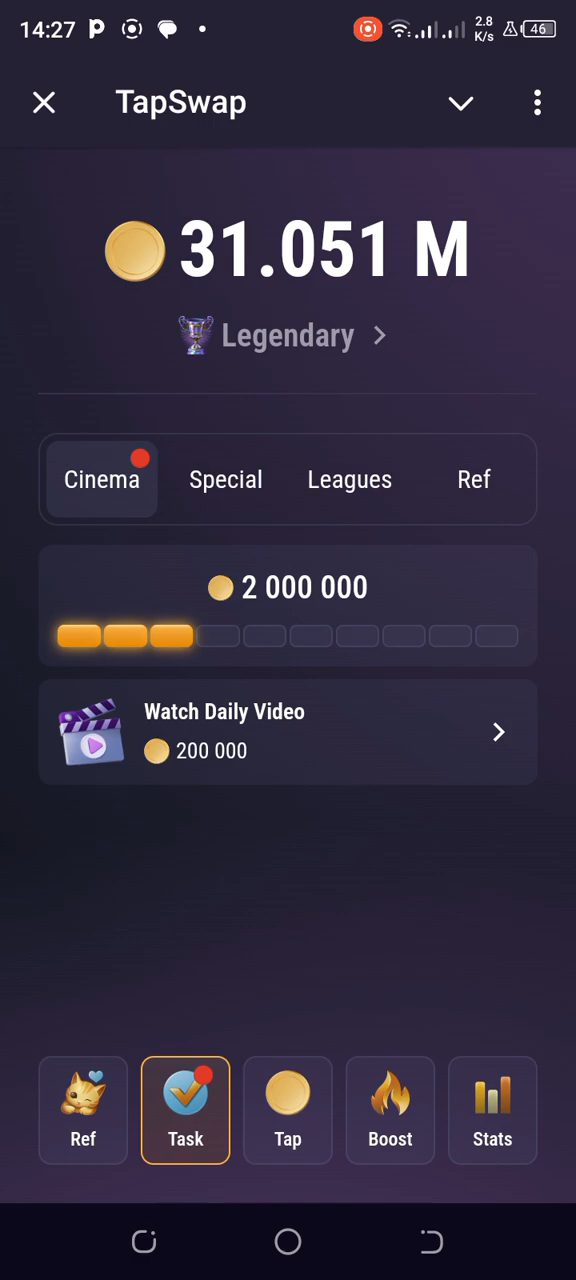 14:27
2.8
K/s
46
TapSwap
31.051 M
Legendary
Cinema Special Leagues Ref
2 000 000
Watch Daily Video
200 000
Ref Task Tap Boost Stats